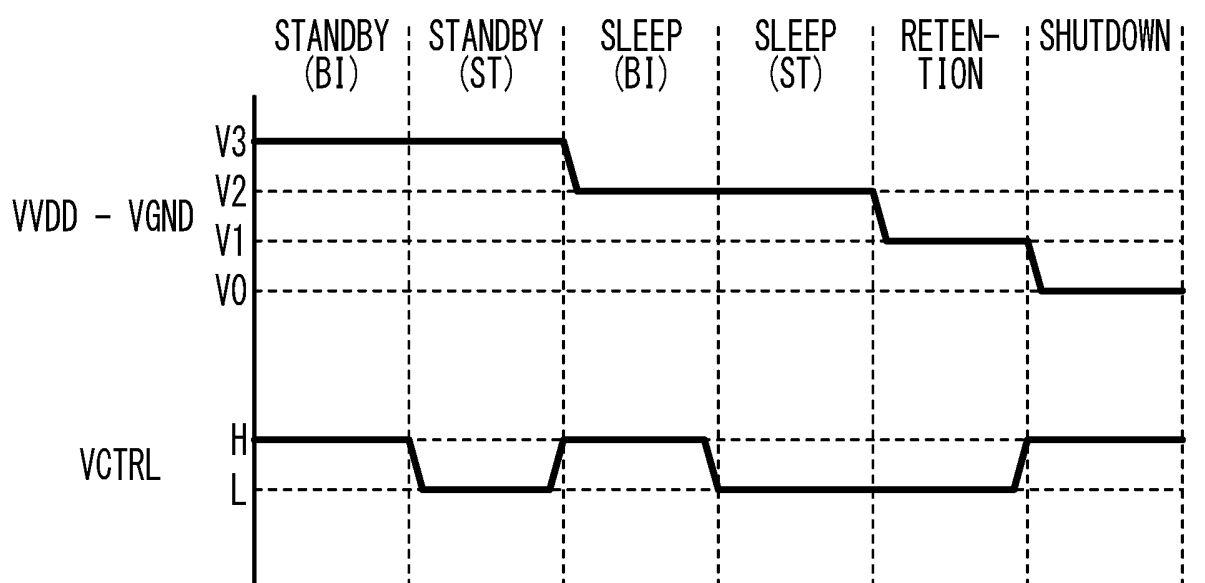 STANDBY
(BI)
STANDBY
(ST)
SLEEP
(BI)
SLEEP
(ST)
RETEN-
TION
SHUTDOWN
V3
V2
VVDD - VGND
V1
V0
H
VCTRL
L